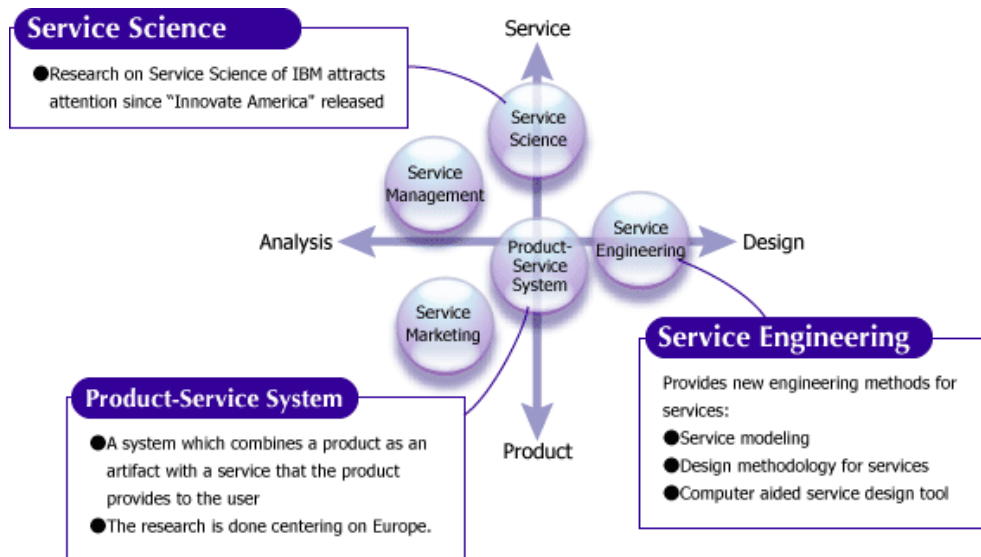 Service Science
●Research on Service Science of IBM attracts
attention since “Innovate America" released
Service
Service
Science
Service
Management
Analysis
Product-
Service
System
Service
Engineering
Design
Service
Marketing
Product
Product-Service System
●A system which combines a product as an
artifact with a service that the product
provides to the user
●The research is done centering on Europe.
Service Engineering
Provides new engineering methods for
services:
●Service modeling
●Design methodology for services
●Computer aided service design tool